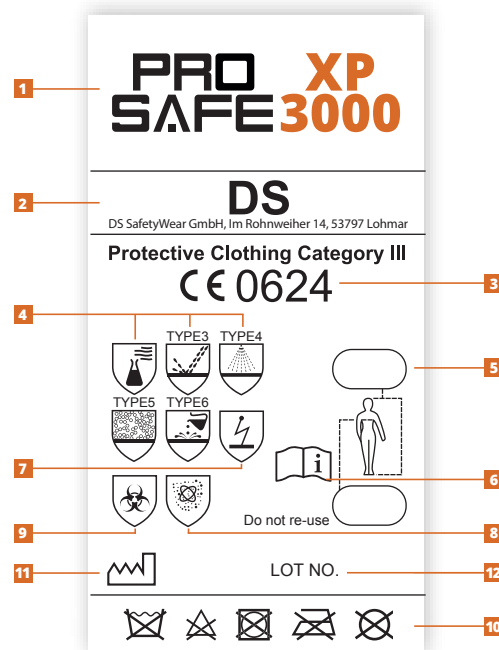 PRO XP
SAFE 3000
1
DS
2
DS SafetyWear GmbH, Im Rohnweiher 14, 53797 Lohmar
Protective Clothing Category III
CE 0624
3
4
TYPE3 TYPE4
5
TYPE5 TYPE6
7
i
6
Do not re-use
9
8
11
LOT NO.
12
10